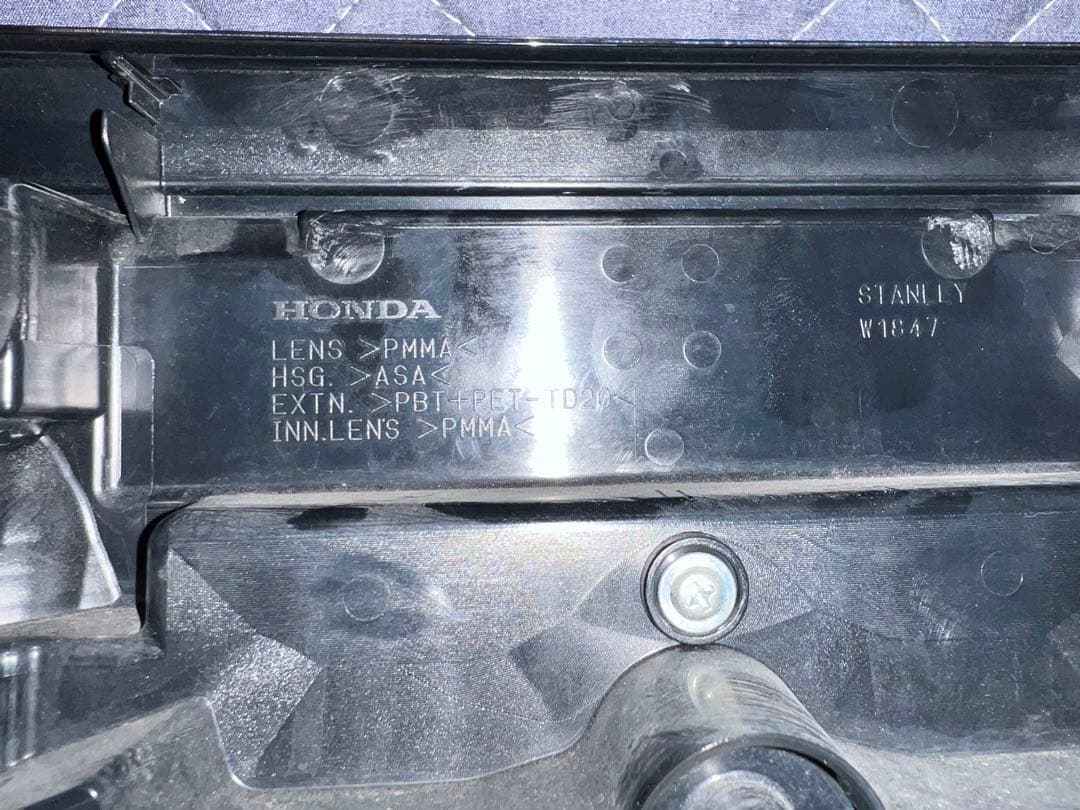 HONDA
LENS >PMMA<
HSG. >ASA<
EXTN. >PBT+PET-TD20<
INN.LENS >PMMA<
STANLEY
W1847